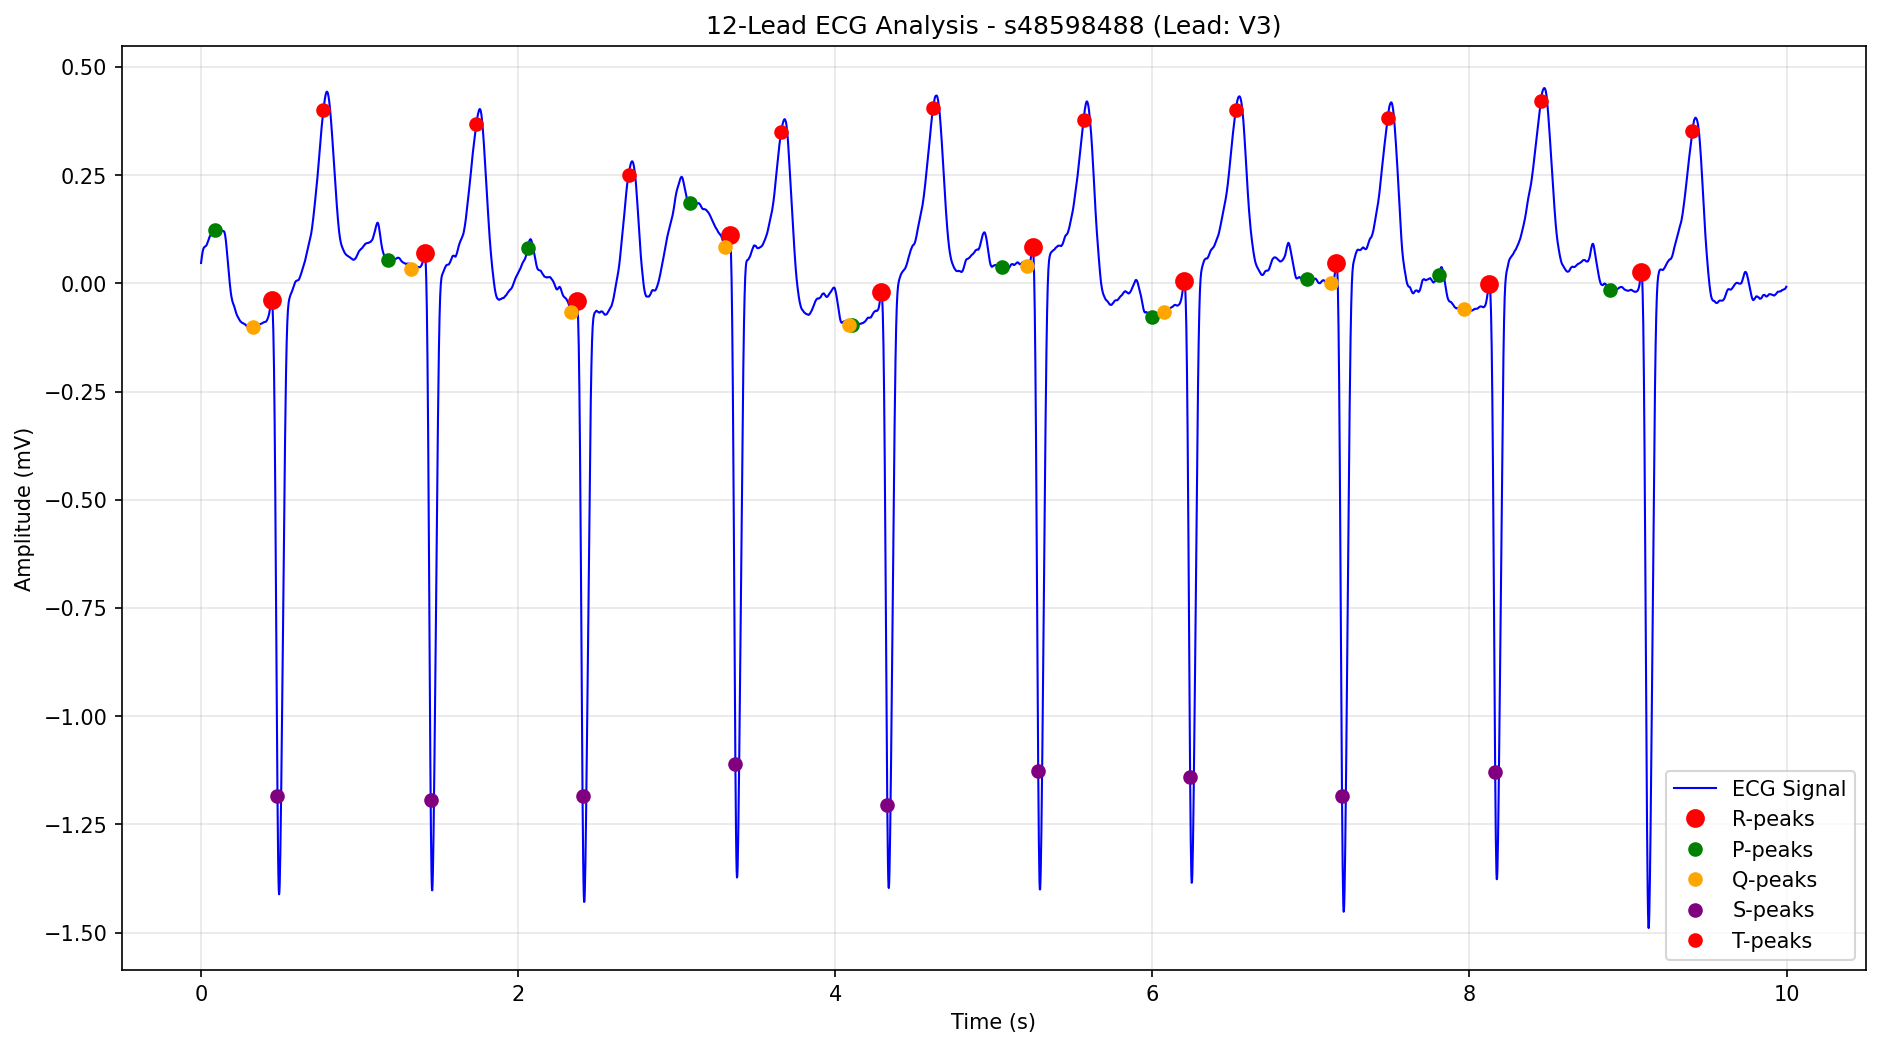 12-Lead ECG Analysis - s48598488 (Lead: V3)
0.50
0.25
0.00
−0.25
−0.50
−0.75
−1.00
−1.25
−1.50
Amplitude (mV)
ECG Signal
R-peaks
P-peaks
Q-peaks
S-peaks
T-peaks
0
2
4
6
8
10
Time (s)